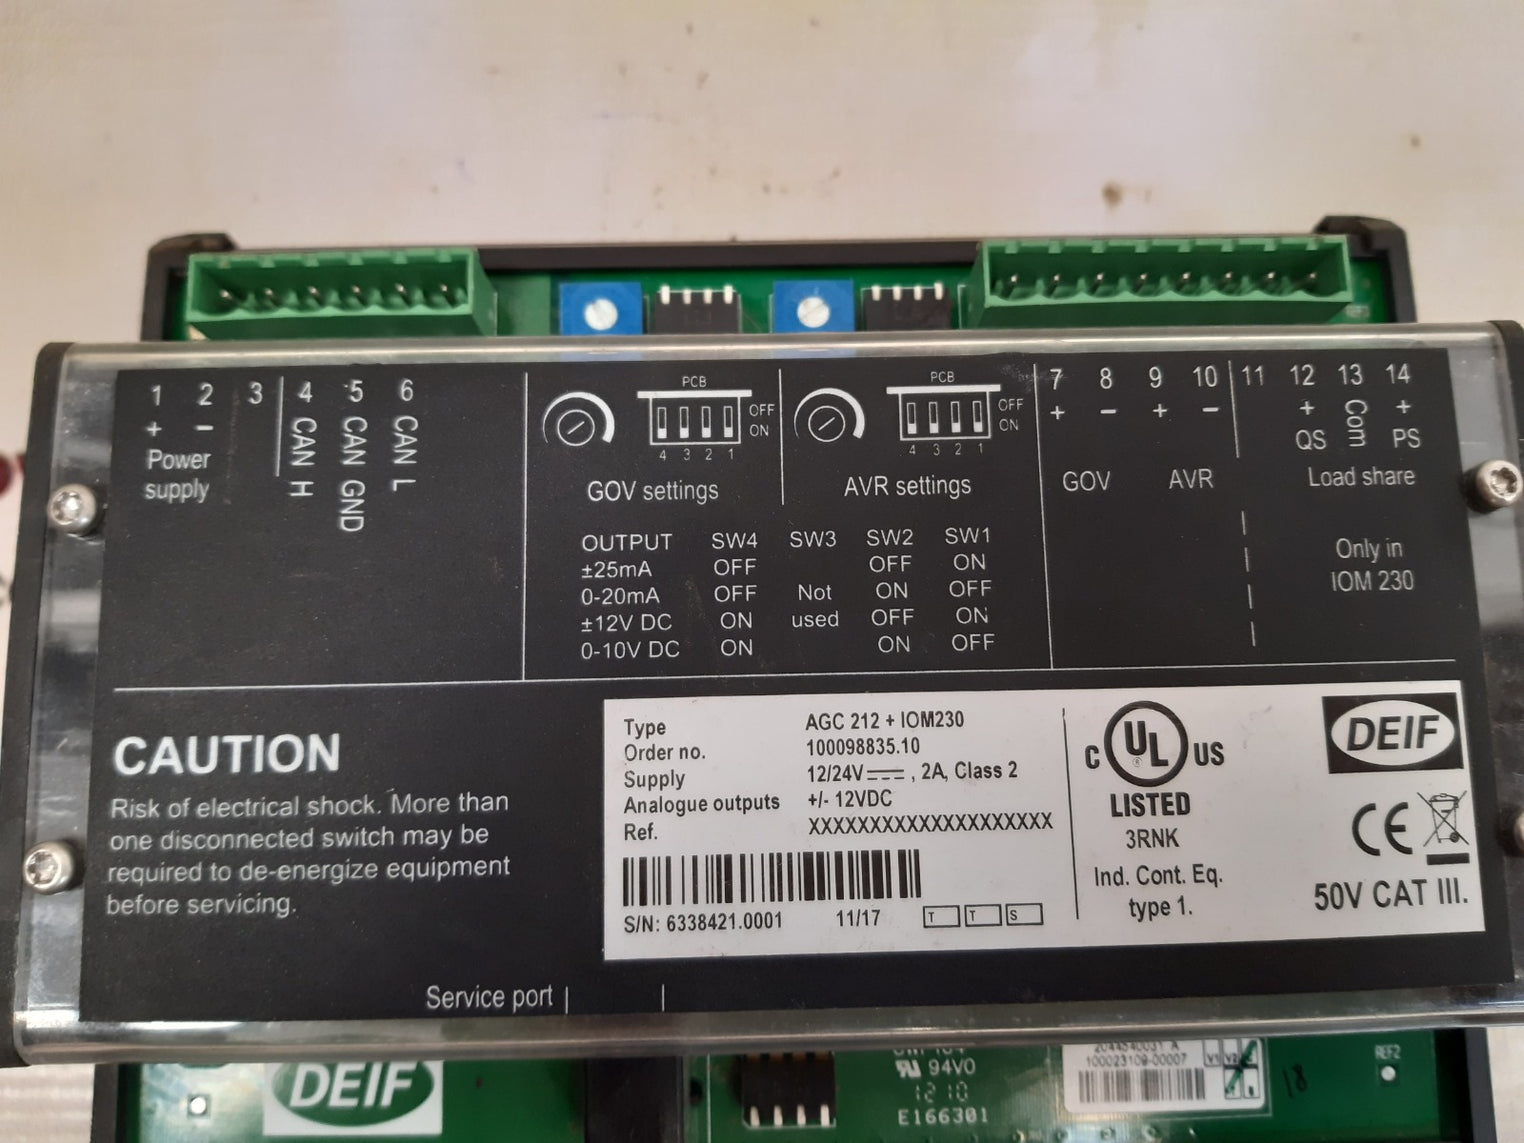 1 2 3 4 5 6
+ −
Power
supply
CAN H
CAN GND
CAN L
PCB
OFF
ON
4 3 2 1
GOV settings
PCB
OFF
ON
4 3 2 1
AVR settings
7 8 9 10 11 12 13 14
+ − + − + Com +
QS PS
GOV AVR Load share
Only in
IOM 230
OUTPUT SW4 SW3 SW2 SW1
±25mA OFF OFF ON
0-20mA OFF Not ON OFF
±12V DC ON used OFF ON
0-10V DC ON ON OFF
CAUTION
Risk of electrical shock. More than
one disconnected switch may be
required to de-energize equipment
before servicing.
Type AGC 212 + IOM230
Order no. 100098835.10
Supply 12/24V , 2A, Class 2
Analogue outputs +/- 12VDC
Ref. XXXXXXXXXXXXXXXXXXXX
S/N: 6338421.0001 11/17 T T S
C UL ® US
LISTED
3RNK
Ind. Cont. Eq.
type 1.
DEIF
CE
50V CAT III.
Service port
DEIF
94V0
1210
E166301
100023109-00007
V1 V2
18
REF2